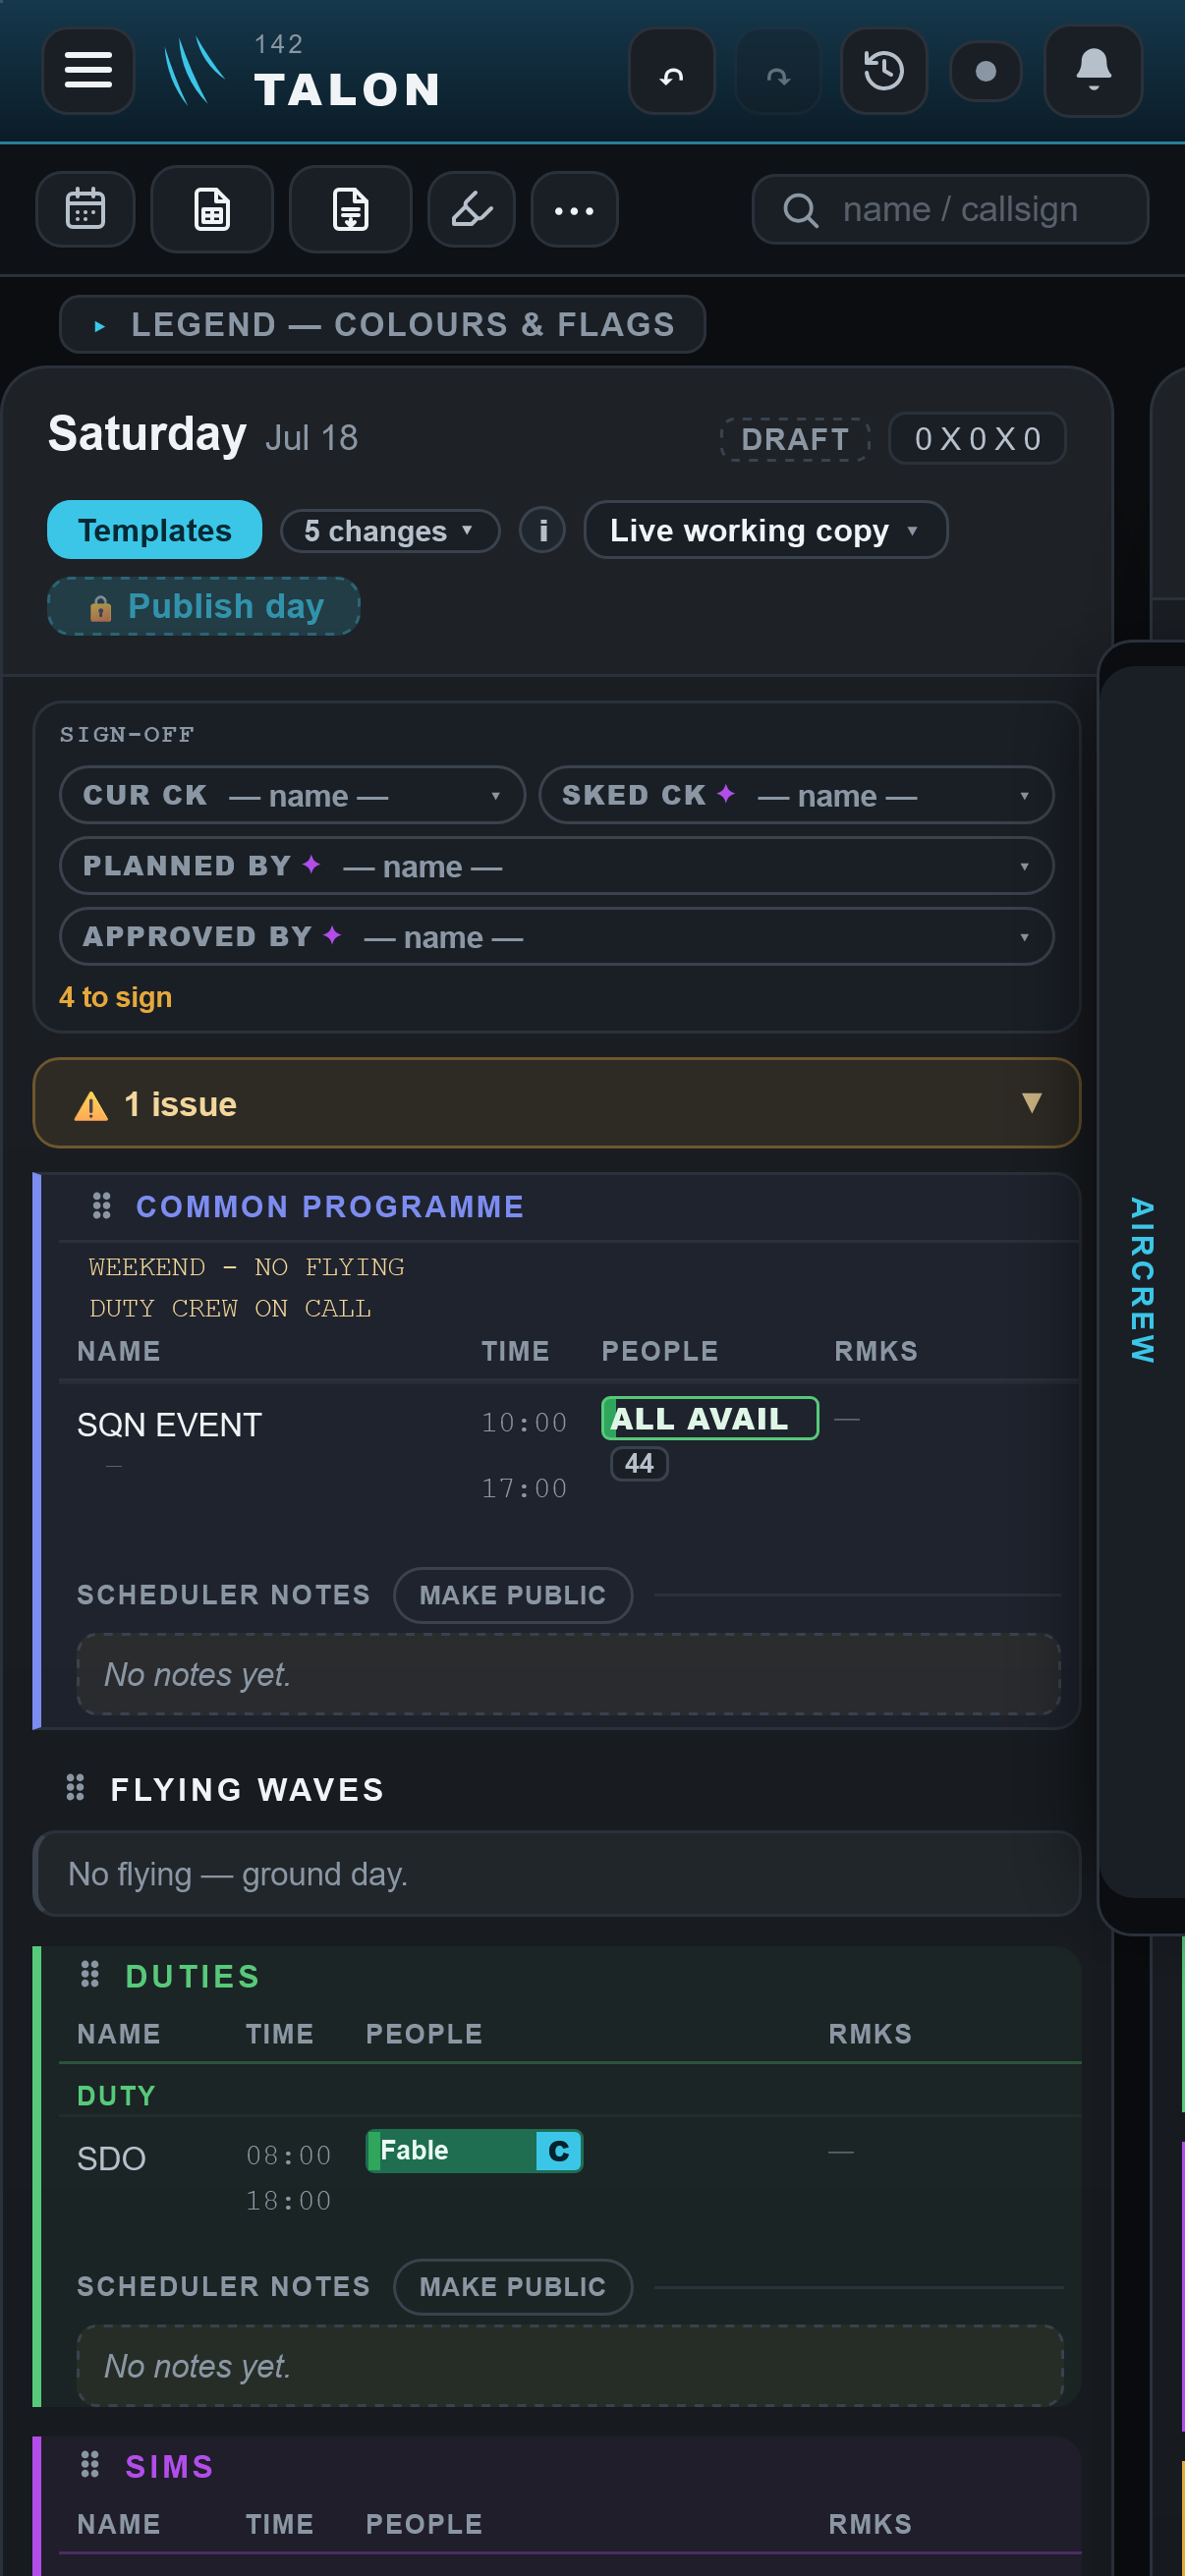 142
TALON
name / callsign
▸ LEGEND — COLOURS & FLAGS
Saturday Jul 18 DRAFT 0 X 0 X 0
Templates 5 changes ▾ i Live working copy ▾
Publish day
SIGN-OFF
CUR CK — name — ▾ SKED CK ✦ — name — ▾
PLANNED BY ✦ — name — ▾
APPROVED BY ✦ — name — ▾
4 to sign
⚠ 1 issue ▼
COMMON PROGRAMME
WEEKEND - NO FLYING
DUTY CREW ON CALL
NAME TIME PEOPLE RMKS
SQN EVENT 10:00 ALL AVAIL —
— 44
17:00
SCHEDULER NOTES MAKE PUBLIC
No notes yet.
FLYING WAVES
No flying — ground day.
DUTIES
NAME TIME PEOPLE RMKS
DUTY
SDO 08:00 Fable C —
18:00
SCHEDULER NOTES MAKE PUBLIC
No notes yet.
SIMS
NAME TIME PEOPLE RMKS
AIRCREW